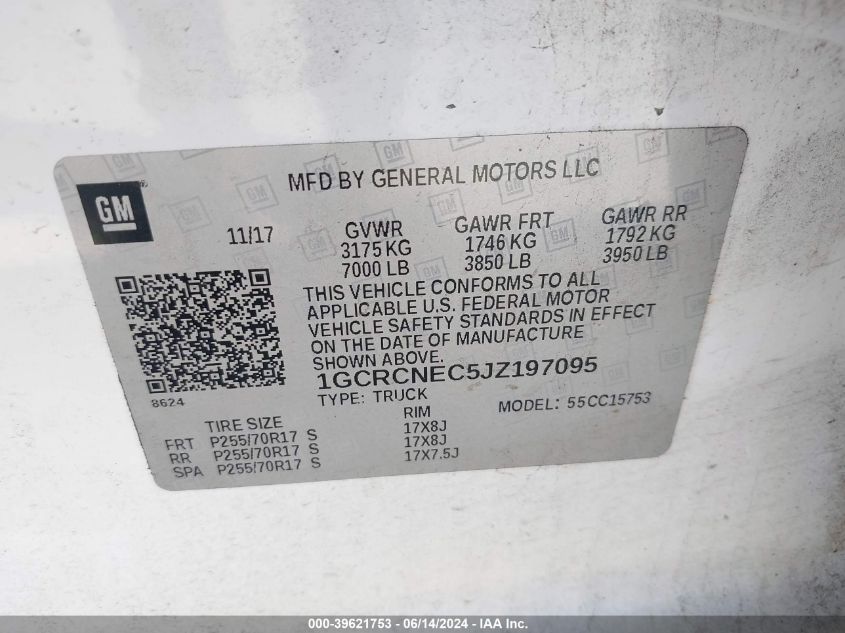 GM
MFD BY GENERAL MOTORS LLC
11/17
GVWR GAWR FRT GAWR RR
3175 KG 1746 KG 1792 KG
7000 LB 3850 LB 3950 LB
THIS VEHICLE CONFORMS TO ALL
APPLICABLE U.S. FEDERAL MOTOR
VEHICLE SAFETY STANDARDS IN EFFECT
ON THE DATE OF MANUFACTURE
SHOWN ABOVE.
1GCRCNEC5JZ197095
8624
TYPE: TRUCK MODEL: 55CC15753
TIRE SIZE RIM
FRT P255/70R17 S 17X8J
RR P255/70R17 S 17X8J
SPA P255/70R17 S 17X7.5J
000-39621753 - 06/14/2024 - IAA Inc.